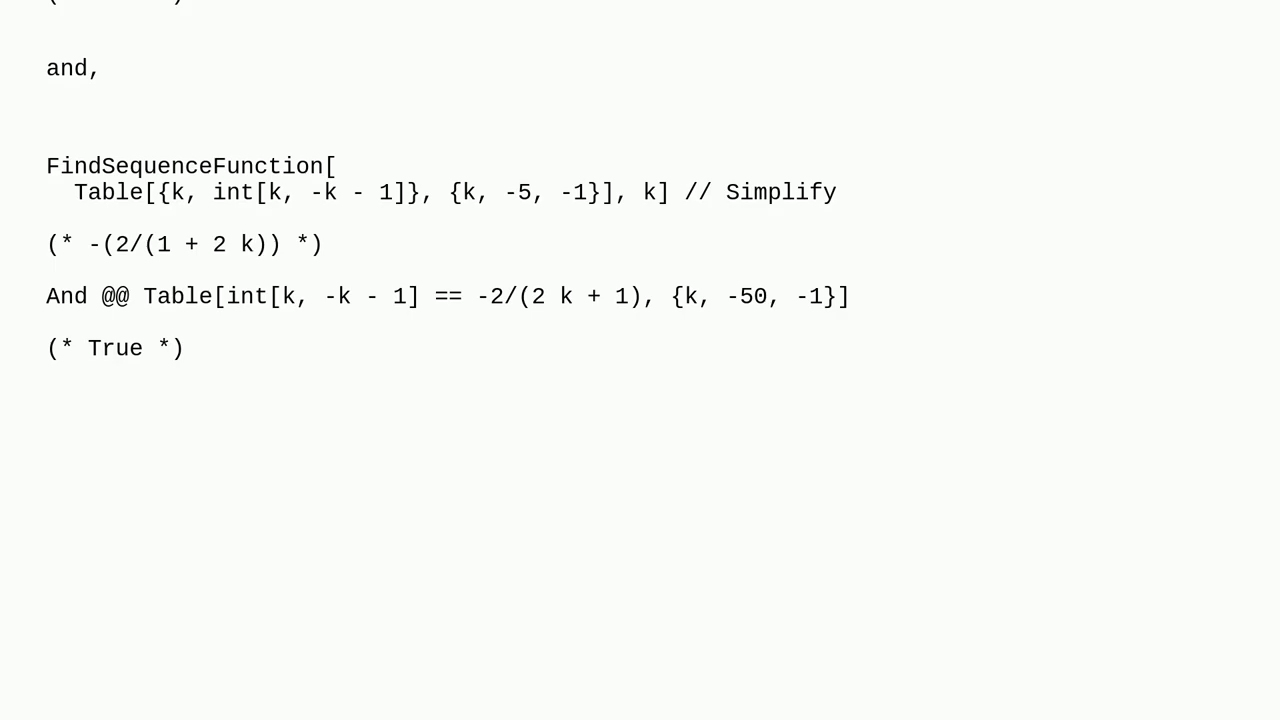 and,
FindSequenceFunction[
  Table[{k, int[k, -k - 1]}, {k, -5, -1}], k] // Simplify
(* -(2/(1 + 2 k)) *)
And @@ Table[int[k, -k - 1] == -2/(2 k + 1), {k, -50, -1}]
(* True *)